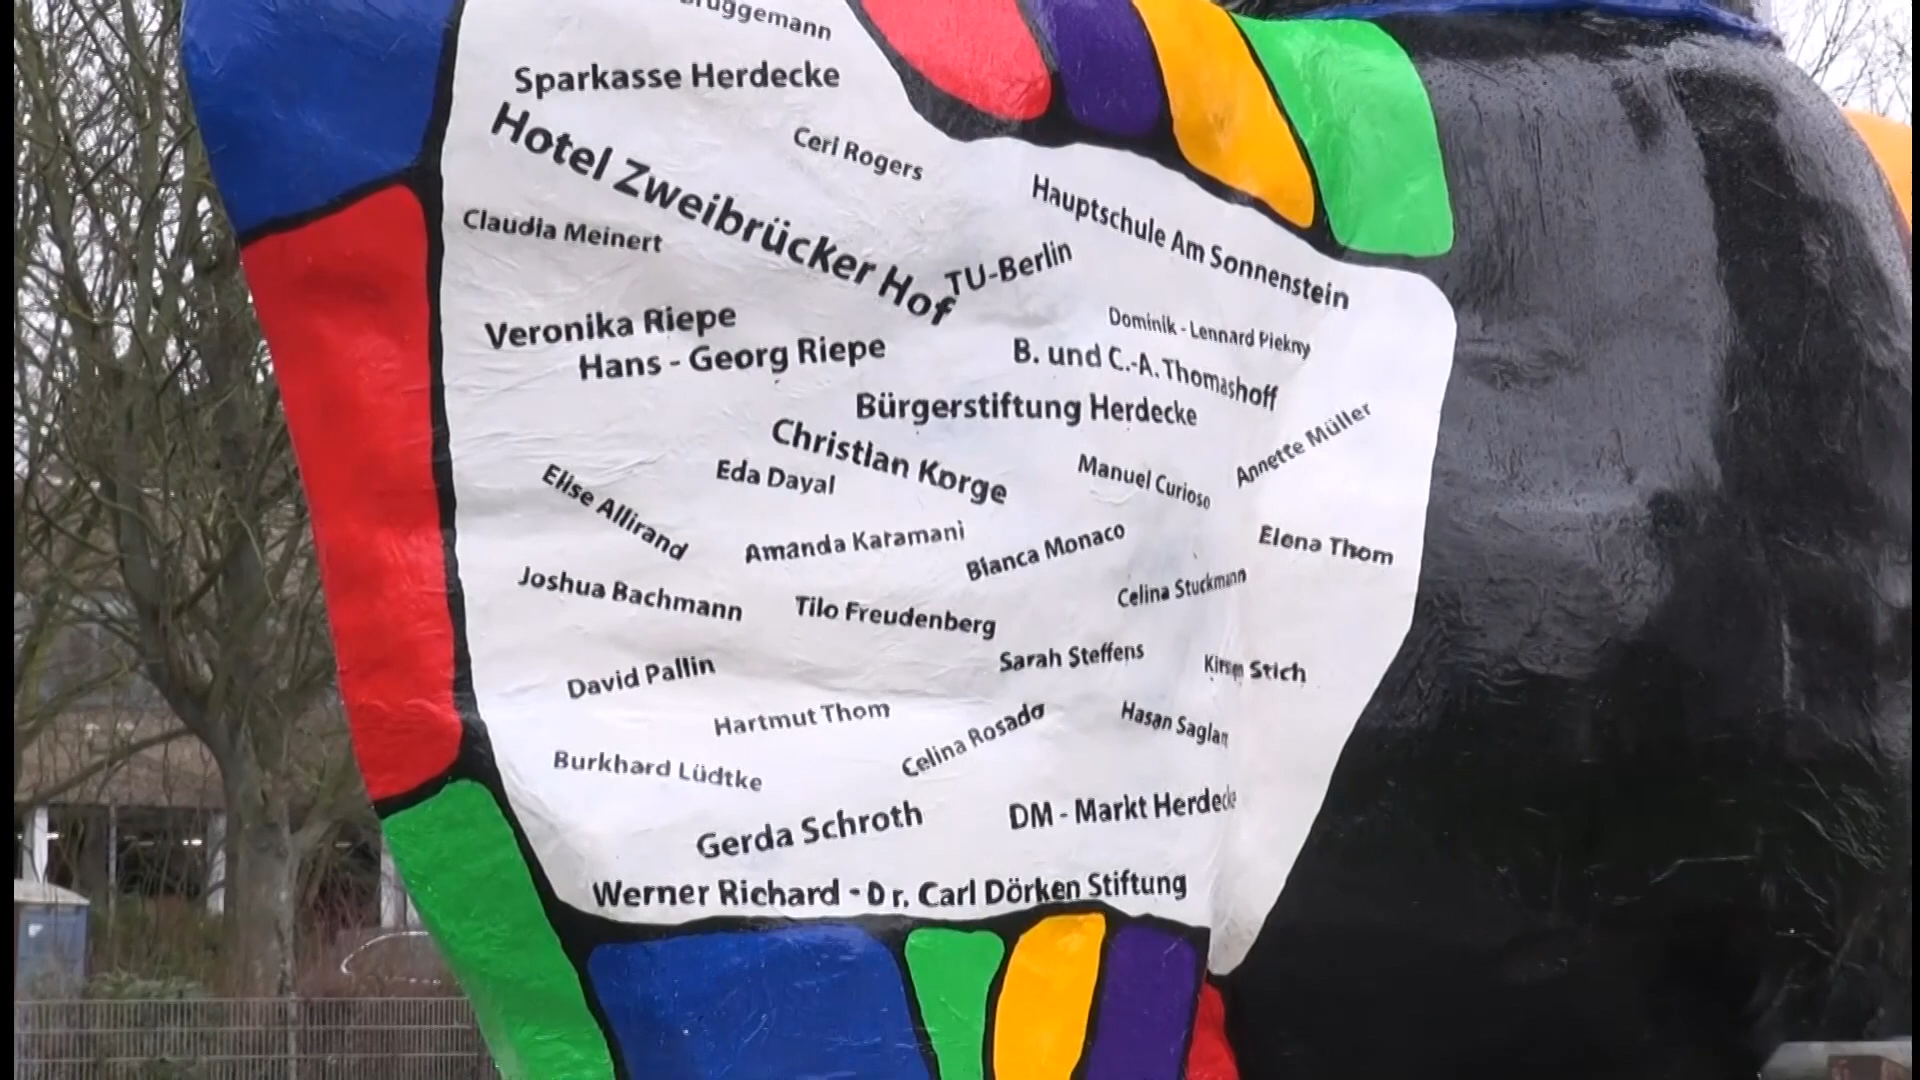 Brüggemann
Sparkasse Herdecke
Ceri Rogers
Hotel Zweibrücker Hof
Hauptschule Am Sonnenstein
Claudia Meinert
TU-Berlin
Veronika Riepe
Dominik - Lennard Piekny
Hans - Georg Riepe
B. und C.-A. Thomashoff
Bürgerstiftung Herdecke
Annette Müller
Christian Korge
Eda Dayal
Manuel Curioso
Elise Allirand
Amanda Karamani
Bianca Monaco
Elena Thom
Joshua Bachmann
Tilo Freudenberg
Celina Stuckmann
David Pallin
Sarah Steffens
Stich
Hartmut Thom
Celina Rosado
Hasan Saglan
Burkhard Lüdtke
Gerda Schroth
DM - Markt Herdecke
Werner Richard - Dr. Carl Dörken Stiftung